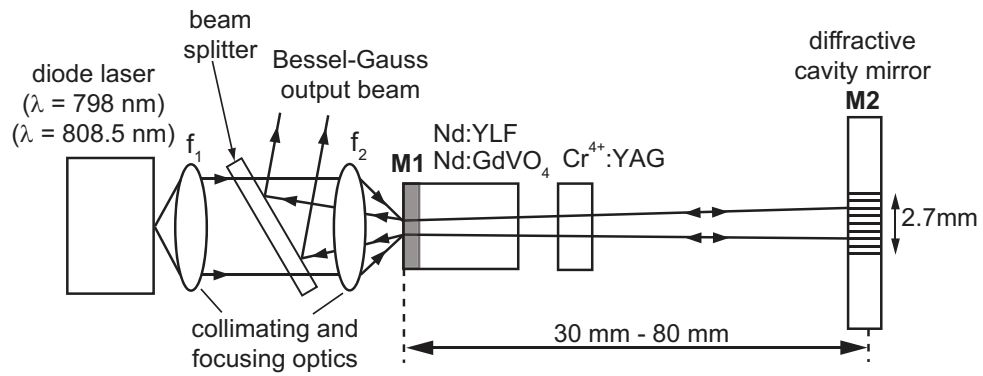 beam
splitter
Bessel-Gauss
output beam
diode laser
(λ = 798 nm)
(λ = 808.5 nm)
f₁
f₂
M1
Nd:YLF
Nd:GdVO₄
Cr⁴⁺:YAG
diffractive
cavity mirror
M2
2.7mm
collimating and
focusing optics
30 mm - 80 mm